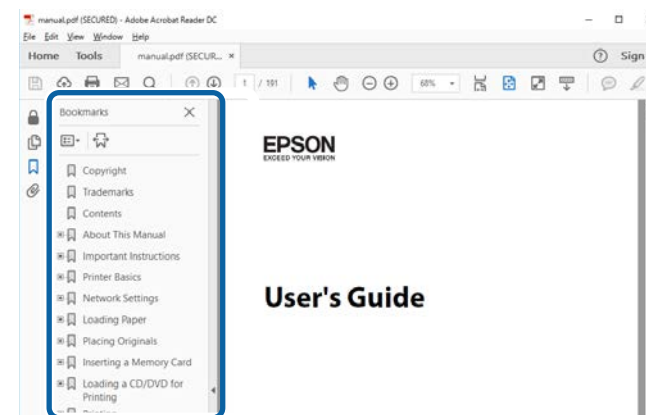 manual.pdf (SECURED) - Adobe Acrobat Reader DC
File Edit View Window Help
Home Tools manual.pdf (SECUR... ×
Sign
1 / 191
68%
Bookmarks
EPSON
EXCEED YOUR VISION
Copyright
Trademarks
Contents
About This Manual
Important Instructions
Printer Basics
Network Settings
User's Guide
Loading Paper
Placing Originals
Inserting a Memory Card
Loading a CD/DVD for
Printing